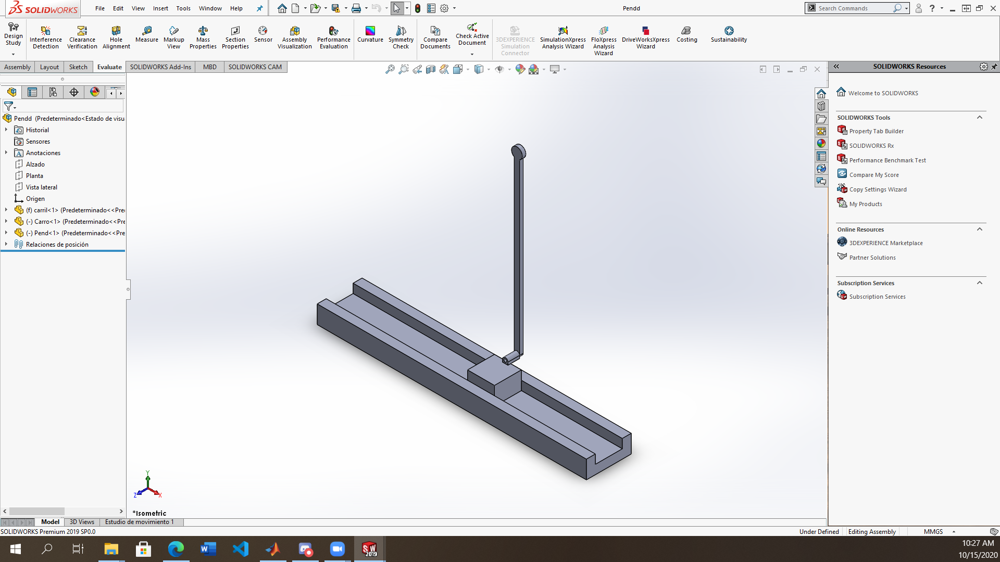 SOLIDWORKS File Edit View Insert Tools Window Help Pendd Search Commands
Design Study
Interference Detection
Clearance Verification
Hole Alignment
Measure
Markup View
Mass Properties
Section Properties
Sensor
Assembly Visualization
Performance Evaluation
Curvature
Symmetry Check
Compare Documents
Check Active Document
3DEXPERIENCE Simulation Connector
SimulationXpress Analysis Wizard
FloXpress Analysis Wizard
DriveWorksXpress Wizard
Costing
Sustainability
Assembly Layout Sketch Evaluate SOLIDWORKS Add-Ins MBD SOLIDWORKS CAM
Pendd (Predeterminado<Estado de visu
Historial
Sensores
Anotaciones
Alzado
Planta
Vista lateral
Origen
(f) carril<1> (Predeterminado<<Pre
(-) Carro<1> (Predeterminado<<Pre
(-) Pend<1> (Predeterminado<<Pre
Relaciones de posición
Y
Z X
*Isometric
SOLIDWORKS Resources
Welcome to SOLIDWORKS
SOLIDWORKS Tools
Property Tab Builder
SOLIDWORKS Rx
Performance Benchmark Test
Compare My Score
Copy Settings Wizard
My Products
Online Resources
3DEXPERIENCE Marketplace
Partner Solutions
Subscription Services
Subscription Services
Model 3D Views Estudio de movimiento 1
SOLIDWORKS Premium 2019 SP0.0 Under Defined Editing Assembly MMGS
SW 2019
10:27 AM
10/15/2020